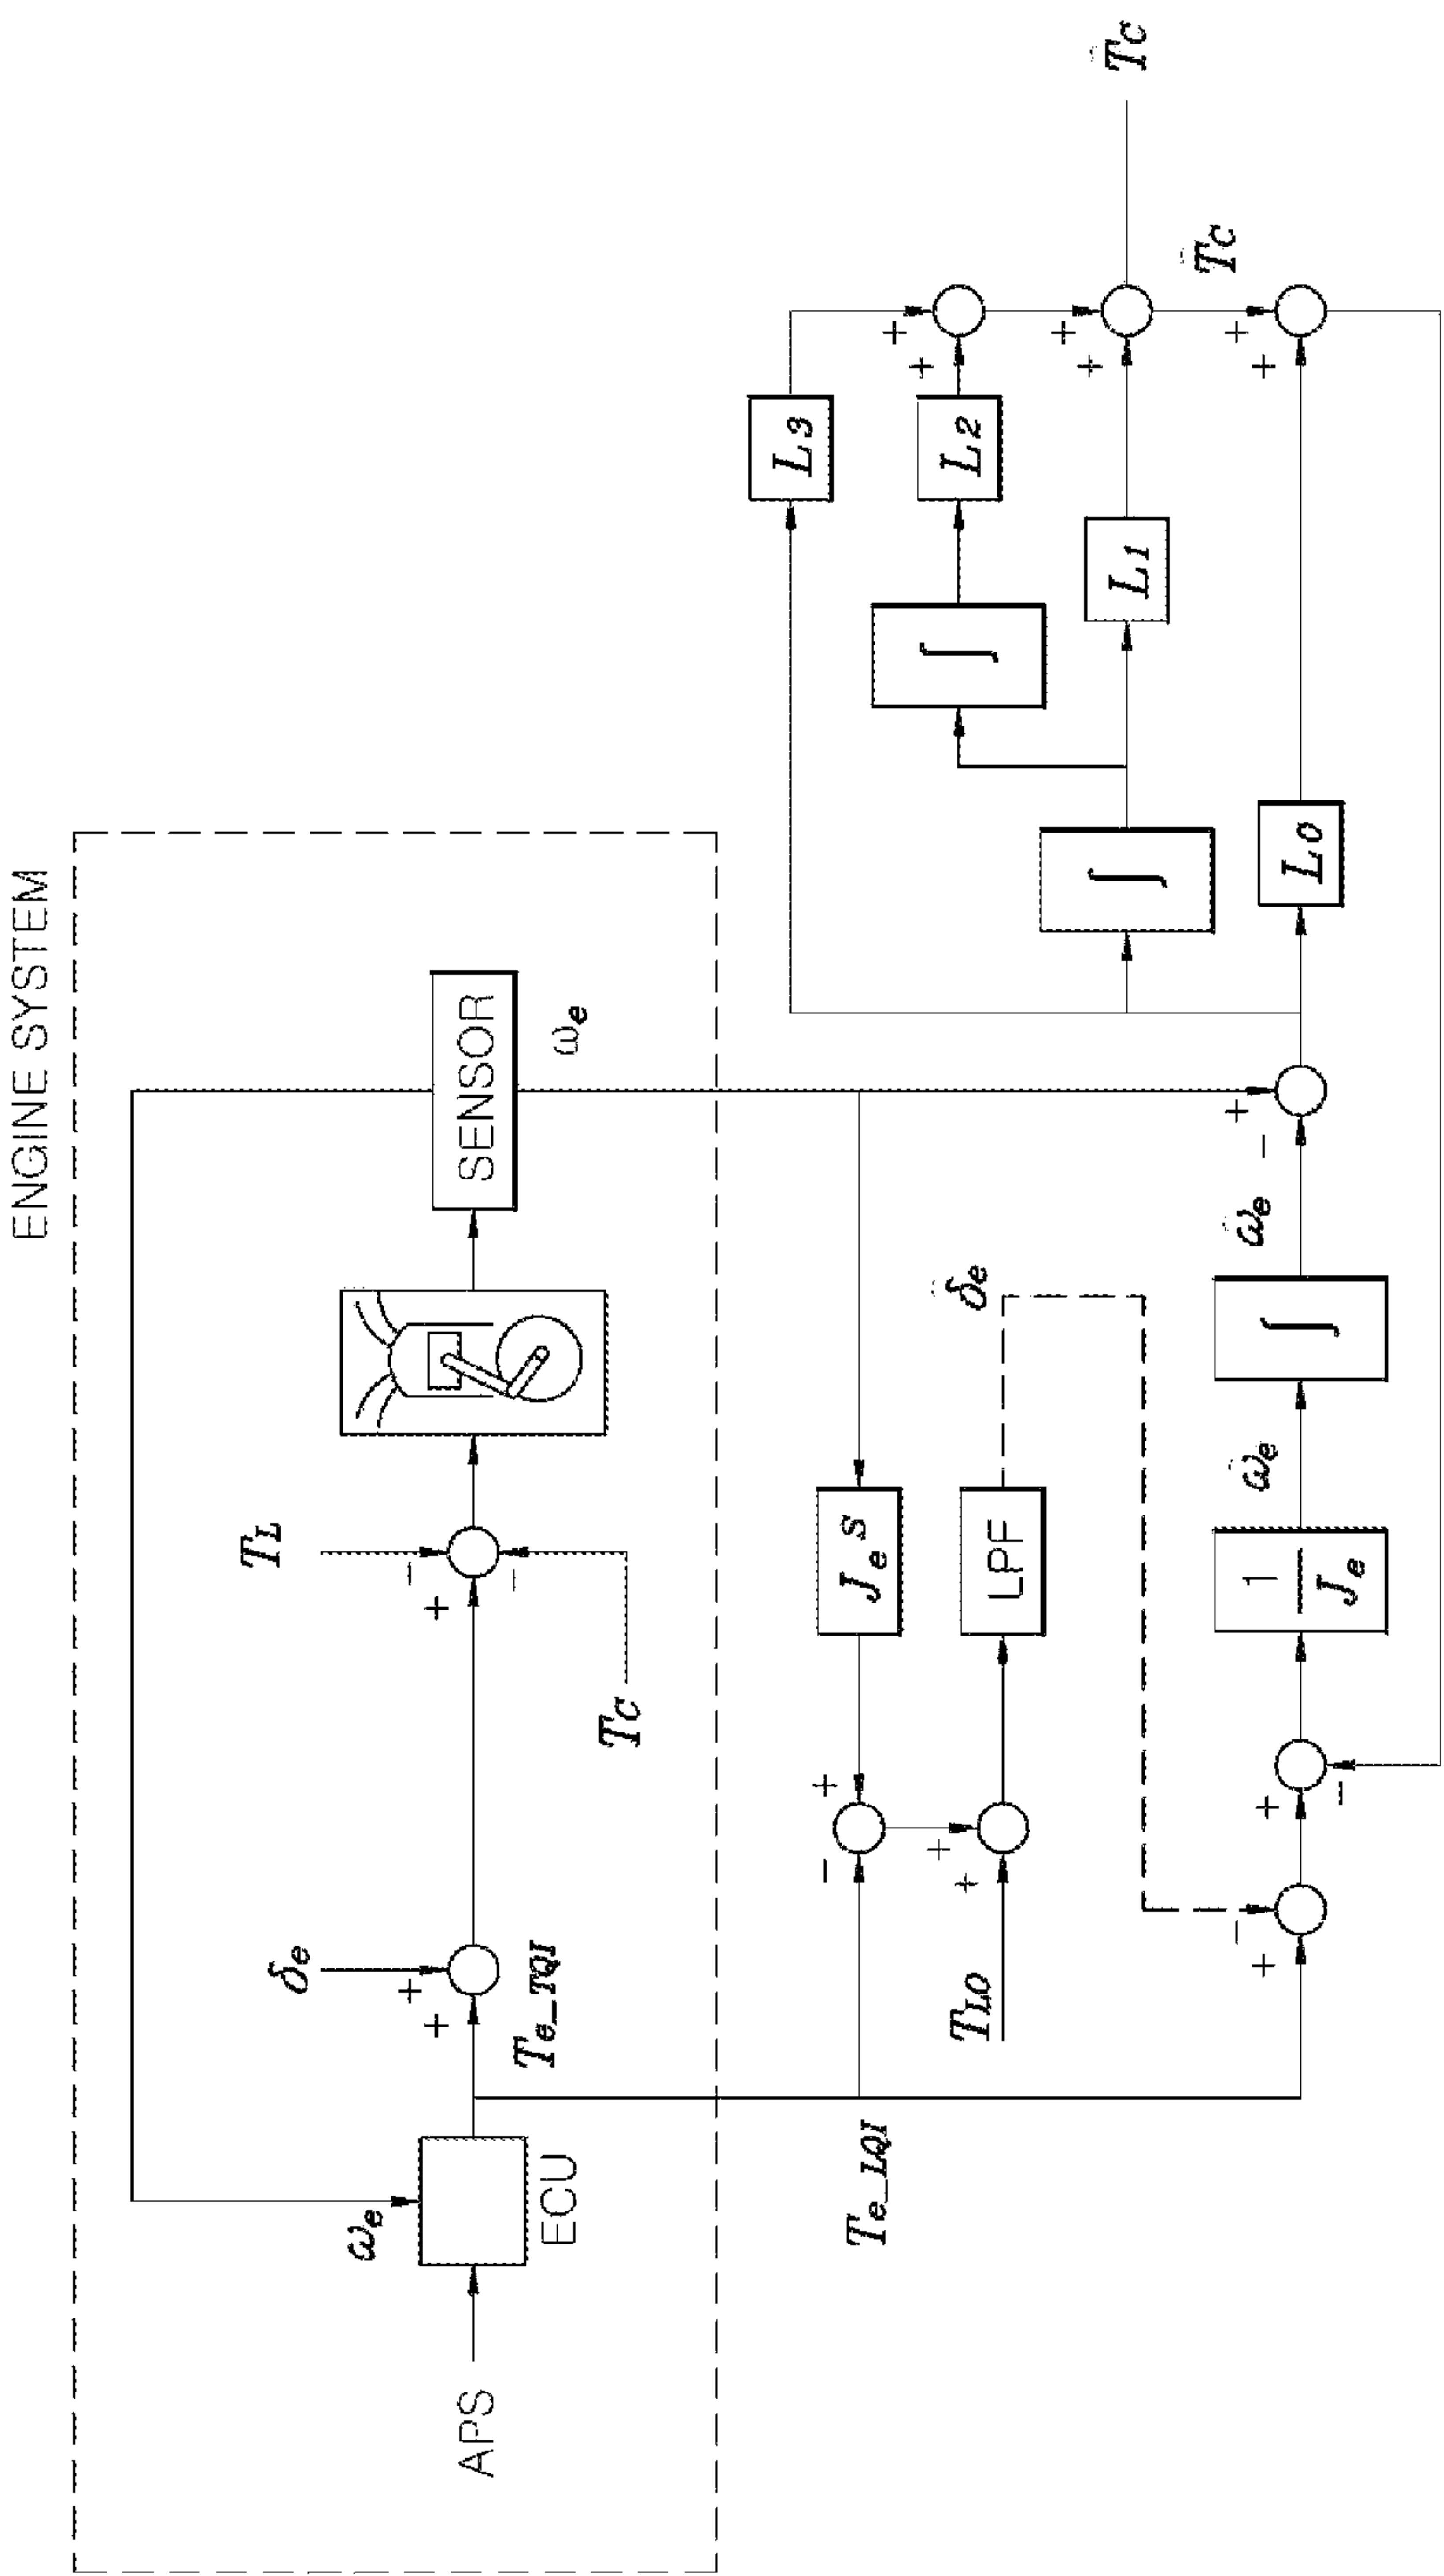 ENGINE SYSTEM
ωe
APS
ECU
δe
+
+
Te_TQI
TL
-
+
-
TC
SENSOR
ωe
Te_LQI
-
+
Jes
+
+
TLO
LPF
δ̂e
-
+
+
-
1
Je
ω̂e
∫
ω̂e
-
+
L3
∫
L2
+
+
∫
L1
+
+
T̂C
L0
T̂C
+
+